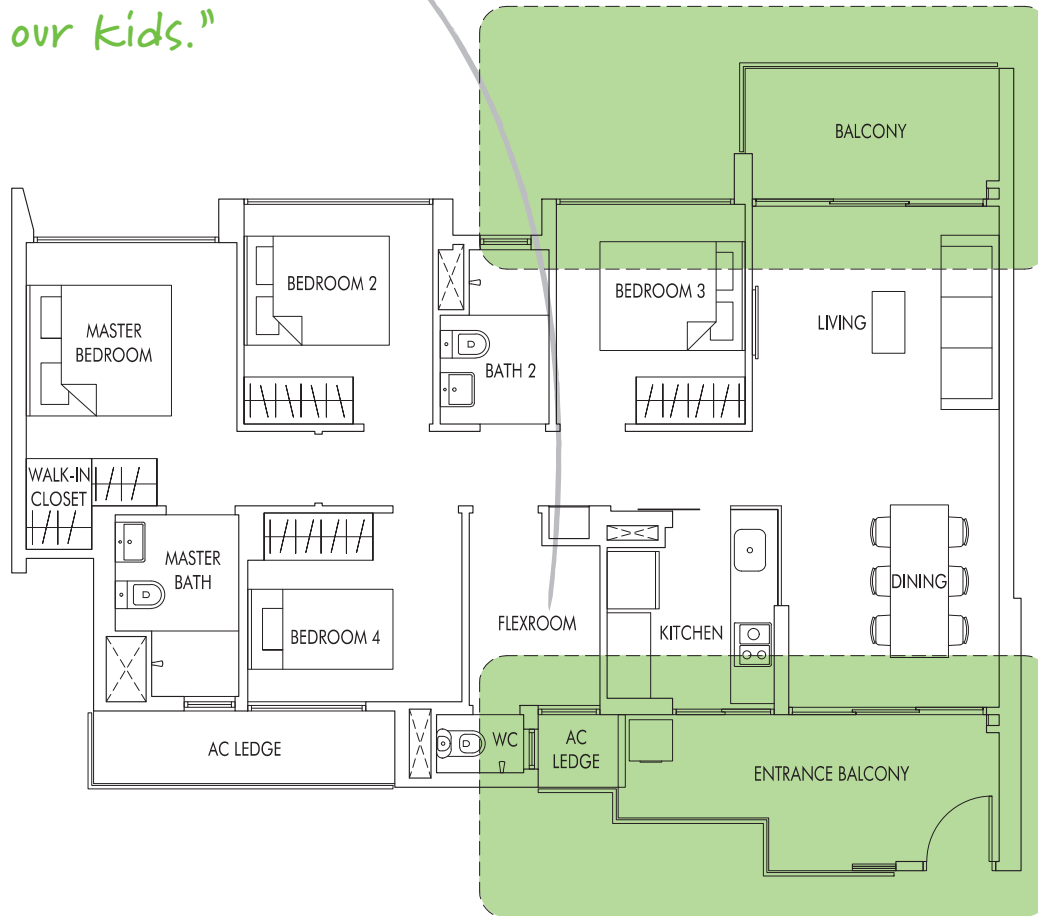 our kids.”
BALCONY
BEDROOM 2
BEDROOM 3
MASTER
BEDROOM
LIVING
BATH 2
WALK-IN
CLOSET
MASTER
BATH
DINING
FLEXROOM
KITCHEN
BEDROOM 4
AC LEDGE
WC
AC
LEDGE
ENTRANCE BALCONY